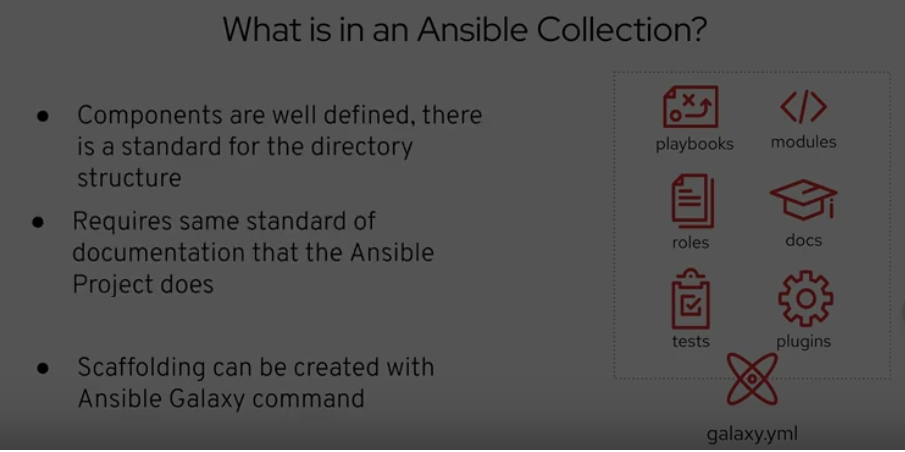 What is in an Ansible Collection?
● Components are well defined, there
is a standard for the directory
structure
● Requires same standard of
documentation that the Ansible
Project does
● Scaffolding can be created with
Ansible Galaxy command
playbooks
modules
roles
docs
tests
plugins
galaxy.yml